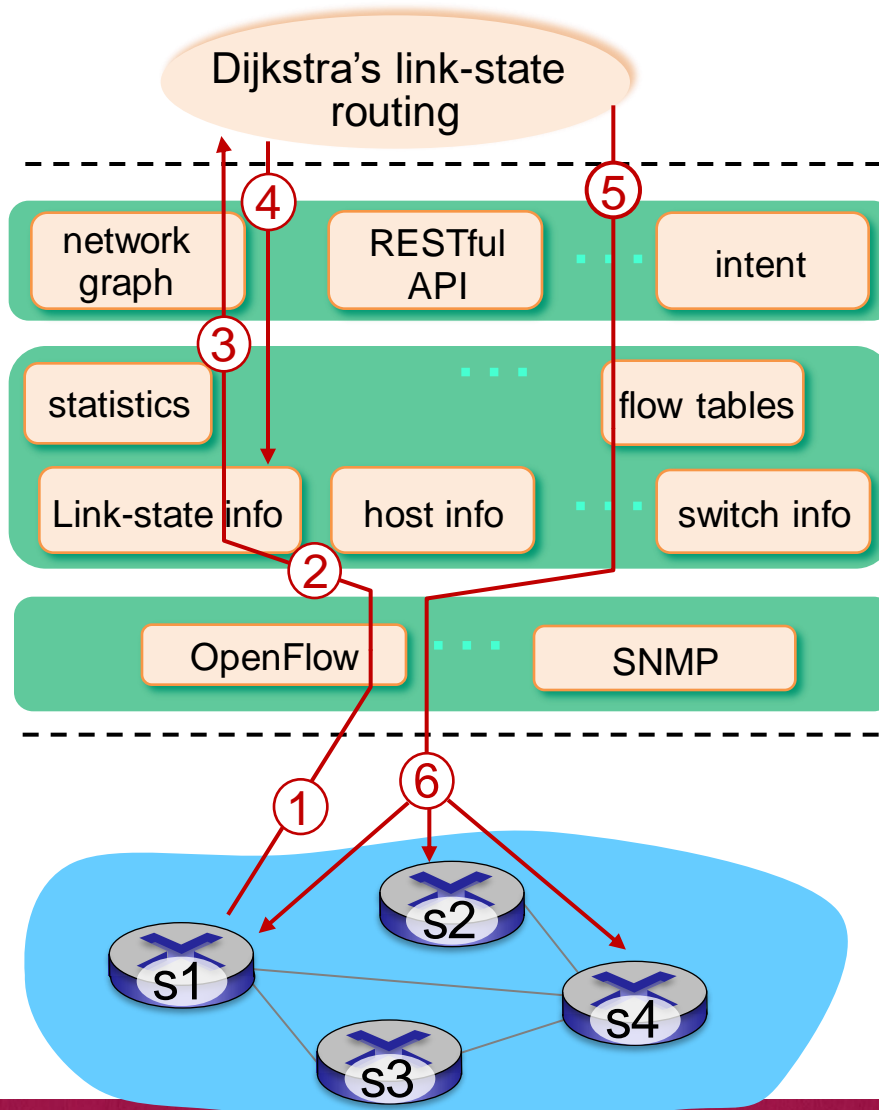 Dijkstra's link-state
routing
4
5
network
graph
RESTful
API
. . .
intent
3
statistics
. . .
flow tables
Link-state info
host info
. . .
switch info
2
OpenFlow
. . .
SNMP
1
6
s2
s1
s4
s3